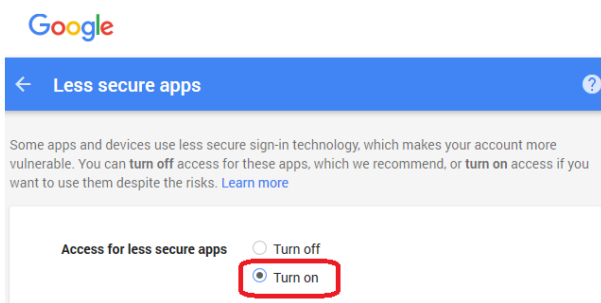 Google
Less secure apps
?
Some apps and devices use less secure sign-in technology, which makes your account more
vulnerable. You can turn off access for these apps, which we recommend, or turn on access if you
want to use them despite the risks. Learn more
Access for less secure apps Turn off
Turn on